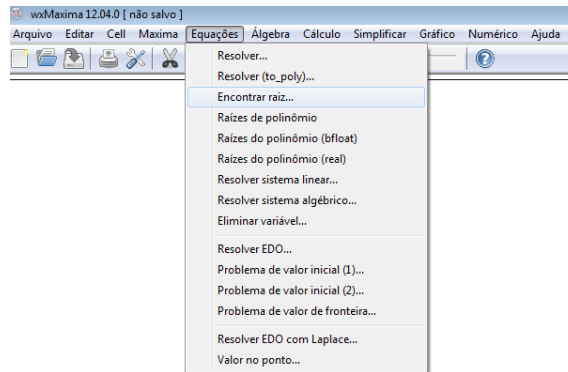 wxMaxima 12.04.0 [ não salvo ]
Arquivo Editar Cell Maxima Equações Álgebra Cálculo Simplificar Gráfico Numérico Ajuda
Resolver...
Resolver (to_poly)...
Encontrar raiz...
Raízes de polinômio
Raízes do polinômio (bfloat)
Raízes do polinômio (real)
Resolver sistema linear...
Resolver sistema algébrico...
Eliminar variável...
Resolver EDO...
Problema de valor inicial (1)...
Problema de valor inicial (2)...
Problema de valor de fronteira...
Resolver EDO com Laplace...
Valor no ponto...